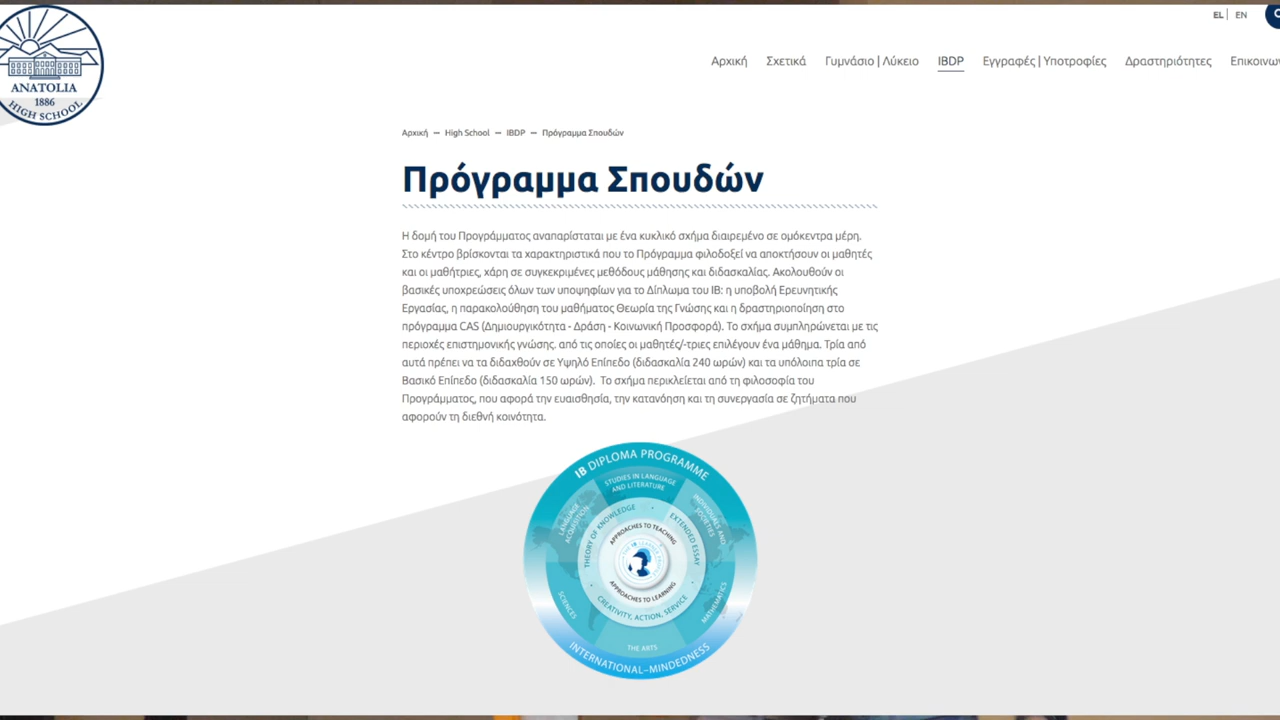 EL | EN
ANATOLIA
1886
HIGH SCHOOL
Αρχική Σχετικά Γυμνάσιο | Λύκειο IBDP Εγγραφές | Υποτροφίες Δραστηριότητες Επικοινω
Αρχική — High School — IBDP — Πρόγραμμα Σπουδών
Πρόγραμμα Σπουδών
Η δομή του Προγράμματος αναπαρίσταται με ένα κυκλικό σχήμα διαιρεμένο σε ομόκεντρα μέρη.
Στο κέντρο βρίσκονται τα χαρακτηριστικά που το Πρόγραμμα φιλοδοξεί να αποκτήσουν οι μαθητές
και οι μαθήτριες, χάρη σε συγκεκριμένες μεθόδους μάθησης και διδασκαλίας. Ακολουθούν οι
βασικές υποχρεώσεις όλων των υποψηφίων για το Δίπλωμα του IB: η υποβολή Ερευνητικής
Εργασίας, η παρακολούθηση του μαθήματος Θεωρία της Γνώσης και η δραστηριοποίηση στο
πρόγραμμα CAS (Δημιουργικότητα - Δράση - Κοινωνική Προσφορά). Το σχήμα συμπληρώνεται με τις
περιοχές επιστημονικής γνώσης. από τις οποίες οι μαθητές/-τριες επιλέγουν ένα μάθημα. Τρία από
αυτά πρέπει να τα διδαχθούν σε Υψηλό Επίπεδο (διδασκαλία 240 ωρών) και τα υπόλοιπα τρία σε
Βασικό Επίπεδο (διδασκαλία 150 ωρών). Το σχήμα περικλείεται από τη φιλοσοφία του
Προγράμματος, που αφορά την ευαισθησία, την κατανόηση και τη συνεργασία σε ζητήματα που
αφορούν τη διεθνή κοινότητα.
IB DIPLOMA PROGRAMME
STUDIES IN LANGUAGE
AND LITERATURE
LANGUAGE
ACQUISITION
INDIVIDUALS AND
SOCIETIES
THEORY OF KNOWLEDGE
EXTENDED ESSAY
APPROACHES TO TEACHING
THE IB LEARNER PROFILE
APPROACHES TO LEARNING
CREATIVITY, ACTION, SERVICE
SCIENCES
MATHEMATICS
THE ARTS
INTERNATIONAL–MINDEDNESS